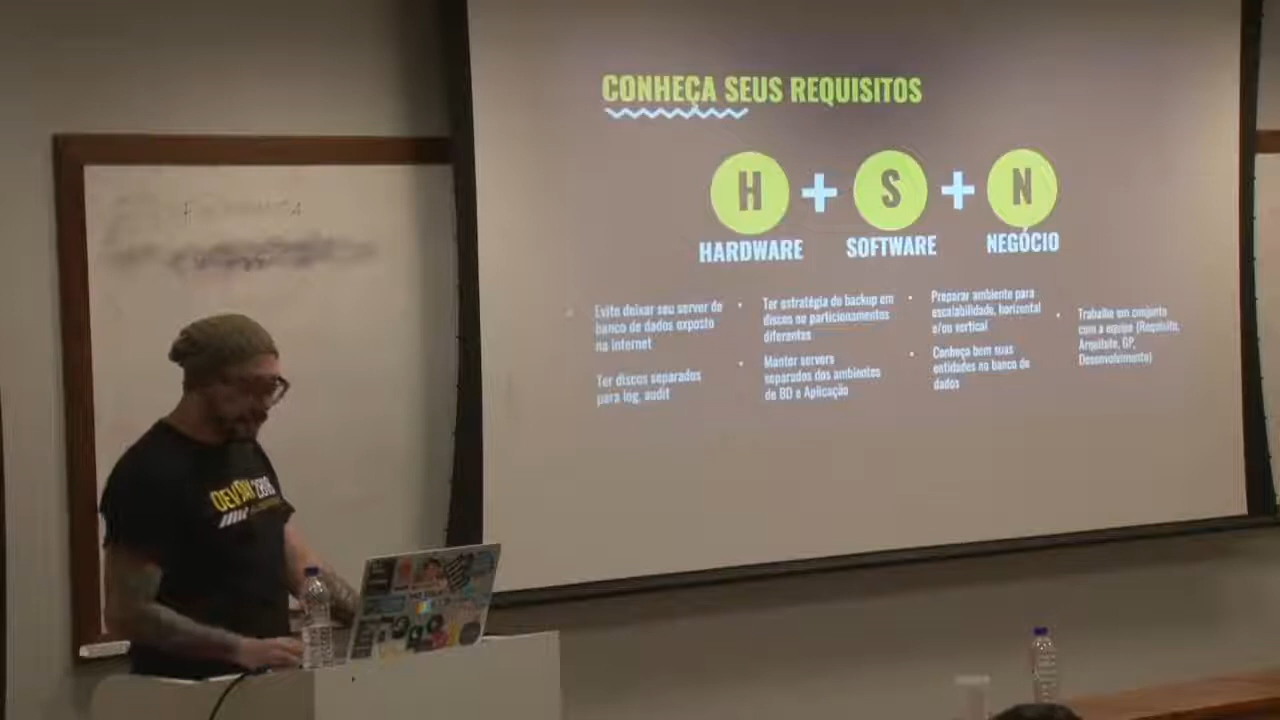 CONHEÇA SEUS REQUISITOS
H + S + N
HARDWARE
SOFTWARE
NEGÓCIO
Evite deixar seu server de
banco de dados exposto
na internet
Ter discos separados
para log, audit
Ter estratégia de backup em
discos ou particionamentos
diferentes
Manter servers
separados dos ambientes
de BD e Aplicação
Preparar ambiente para
escalabilidade, horizontal
e/ou vertical
Conheça bem suas
entidades no banco de
dados
Trabalhe em conjunto
com a equipe (Requisito,
Arquiteto, GP,
Desenvolvimento)